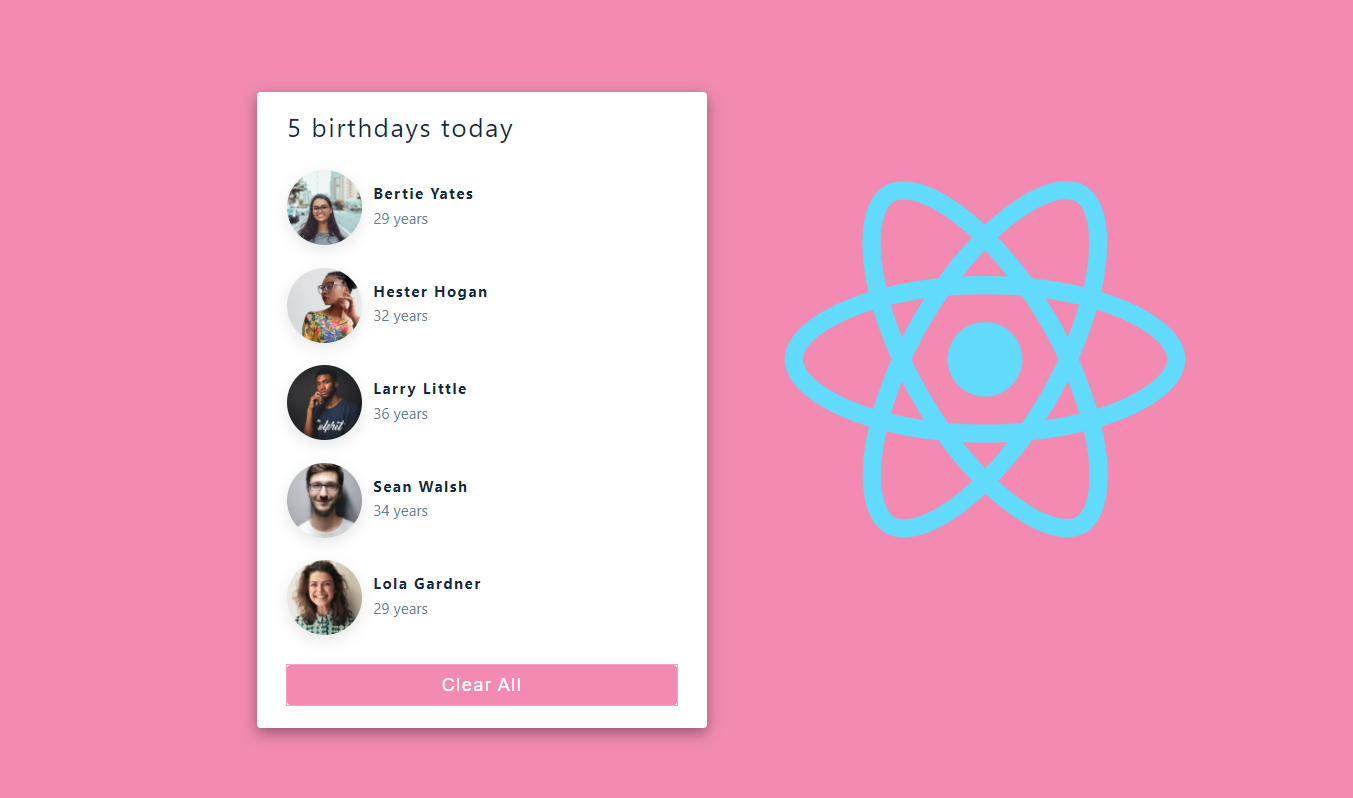 5 birthdays today
Bertie Yates
29 years
Hester Hogan
32 years
Larry Little
36 years
Sean Walsh
34 years
Lola Gardner
29 years
Clear All